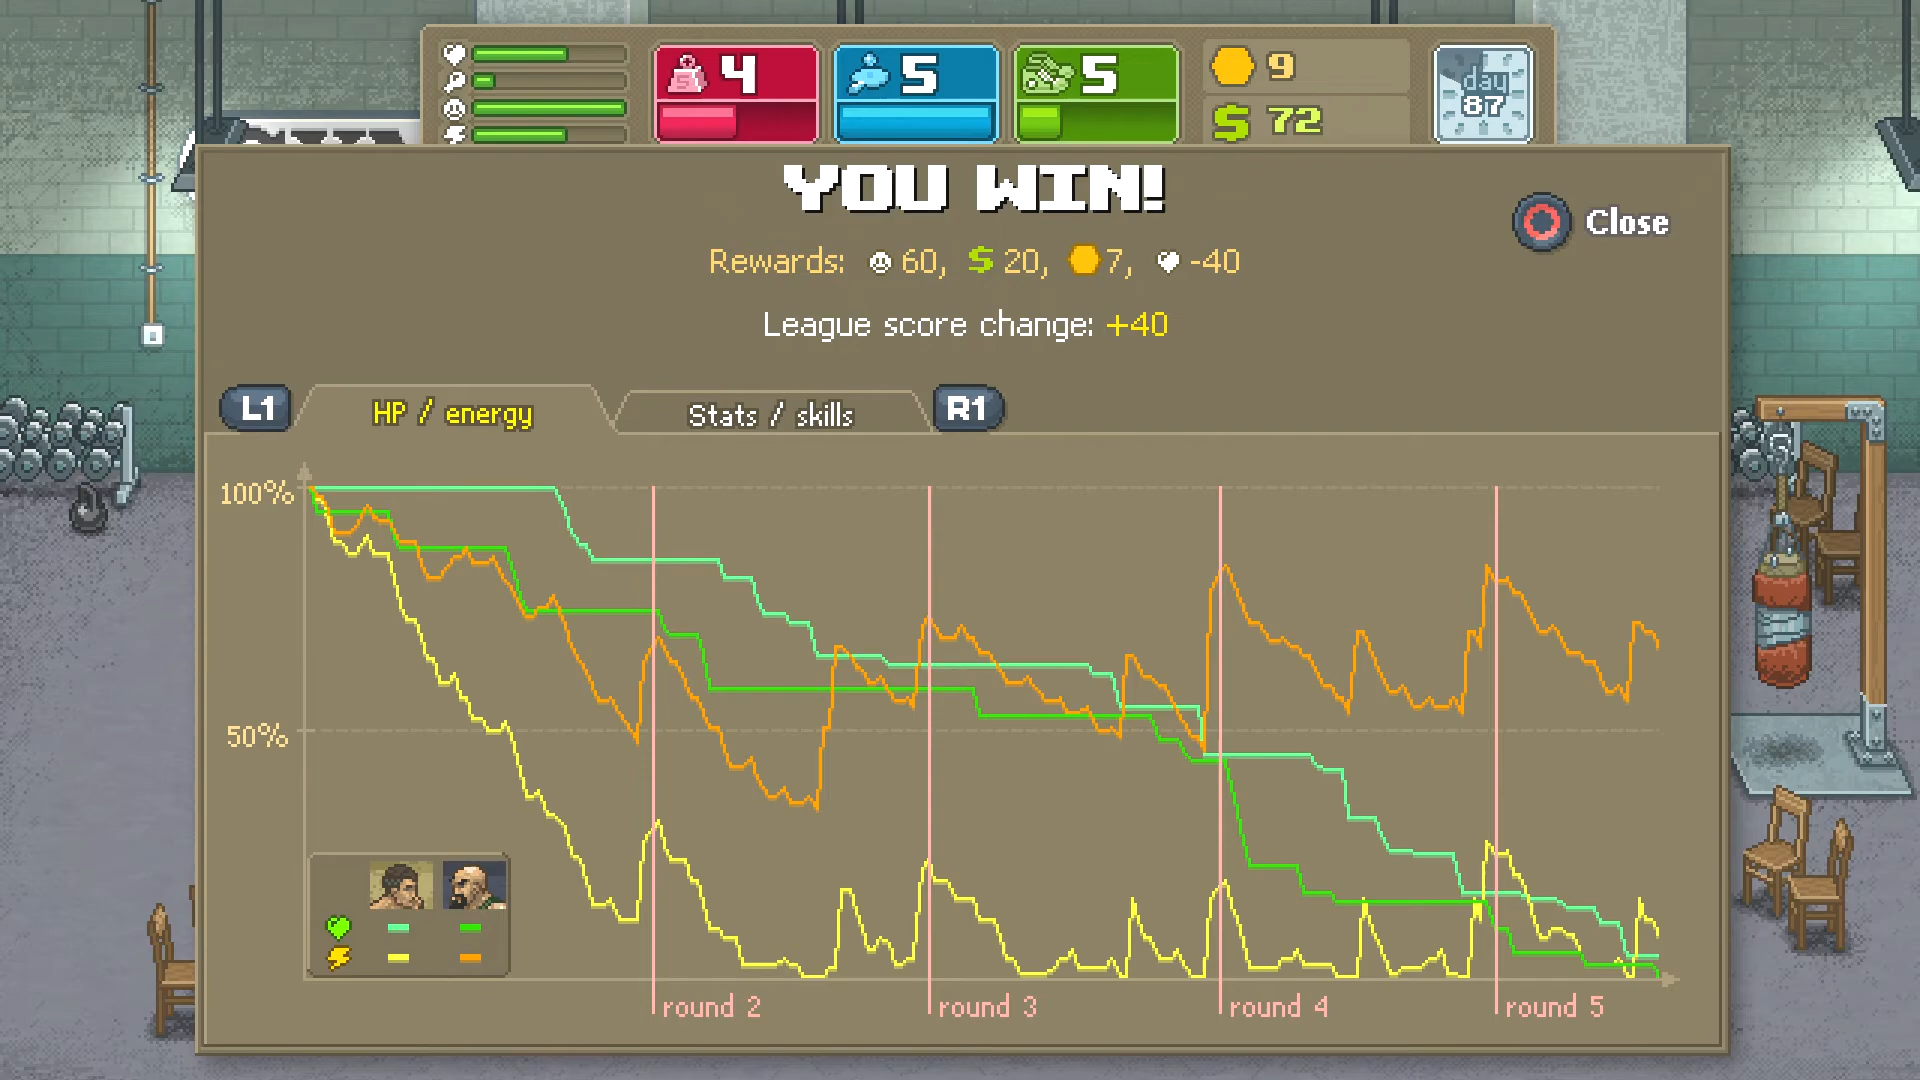 4
5
5
9
$ 72
day
87
YOU WIN!
Close
Rewards: 60, $ 20, 7, -40
League score change: +40
L1
HP / energy
Stats / skills
R1
100%
50%
round 2
round 3
round 4
round 5